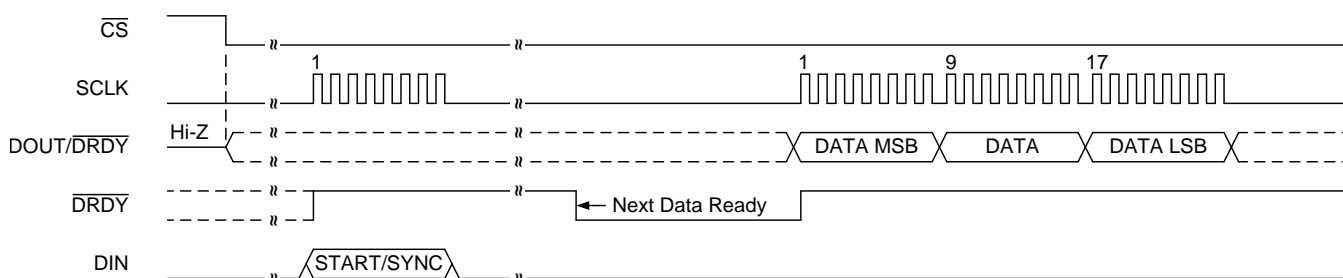 CS
1
1
9
17
SCLK
Hi-Z
DOUT/DRDY
DATA MSB
DATA
DATA LSB
DRDY
Next Data Ready
DIN
START/SYNC